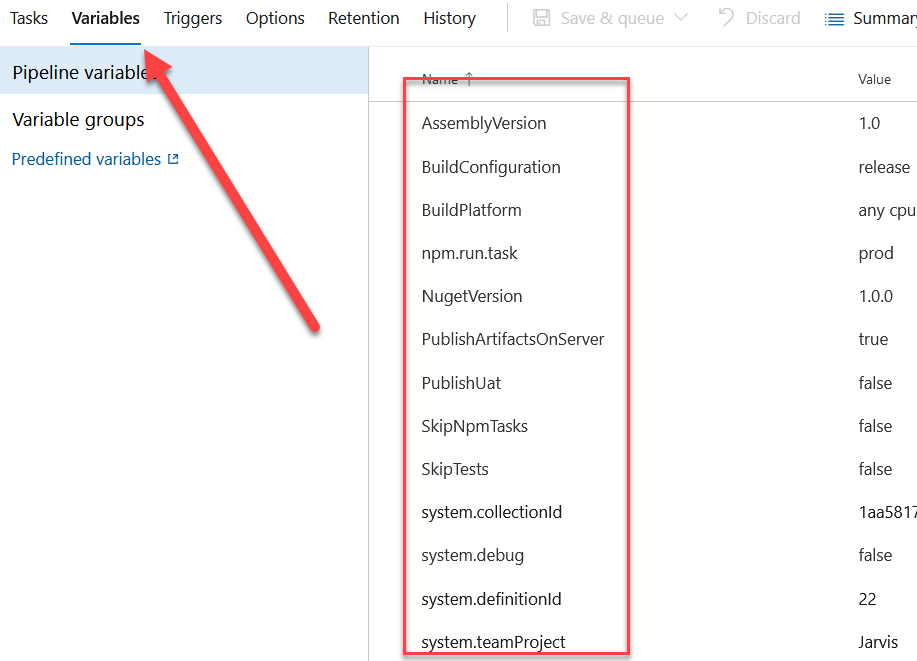 Tasks Variables Triggers Options Retention History Save & queue Discard
Pipeline
Name ↑ Value
Variable groups
AssemblyVersion 1.0
Predefined variables
BuildConfiguration release
BuildPlatform any cpu
npm.run.task prod
NugetVersion 1.0.0
PublishArtifactsOnServer true
PublishUat false
SkipNpmTasks false
SkipTests false
system.collectionId 1aa5817
system.debug false
system.definitionId 22
system.teamProject Jarvis